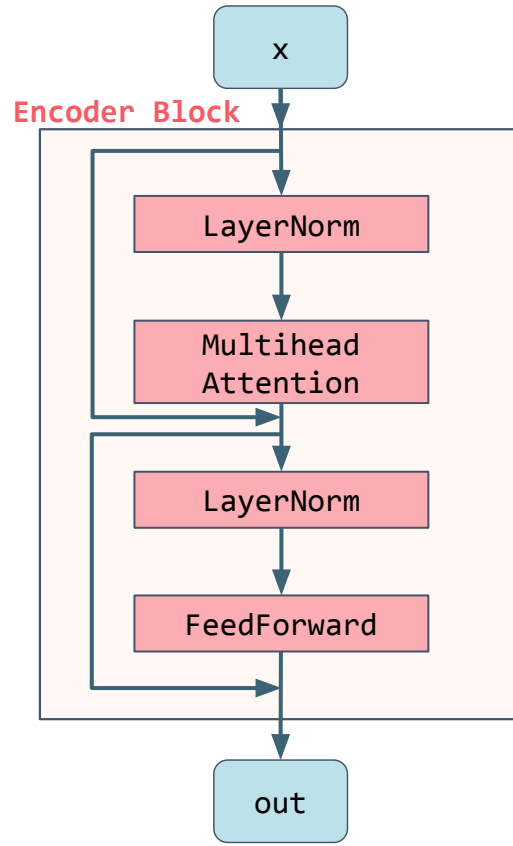 x
Encoder Block
LayerNorm
Multihead
Attention
LayerNorm
FeedForward
out